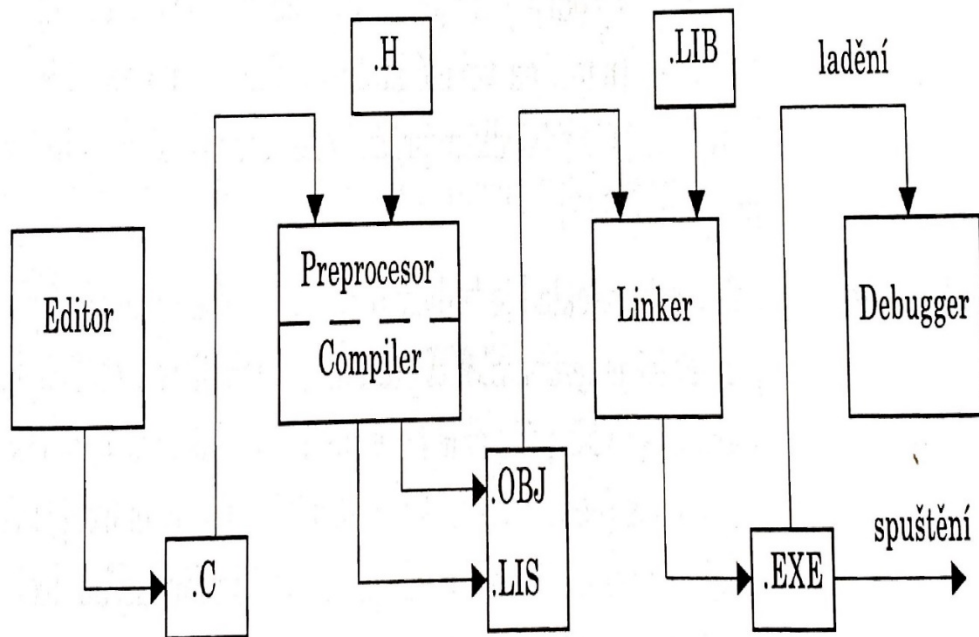 .H
.LIB
ladění
Editor
Preprocesor
Compiler
Linker
Debugger
.OBJ
.LIS
.C
.EXE
spuštění